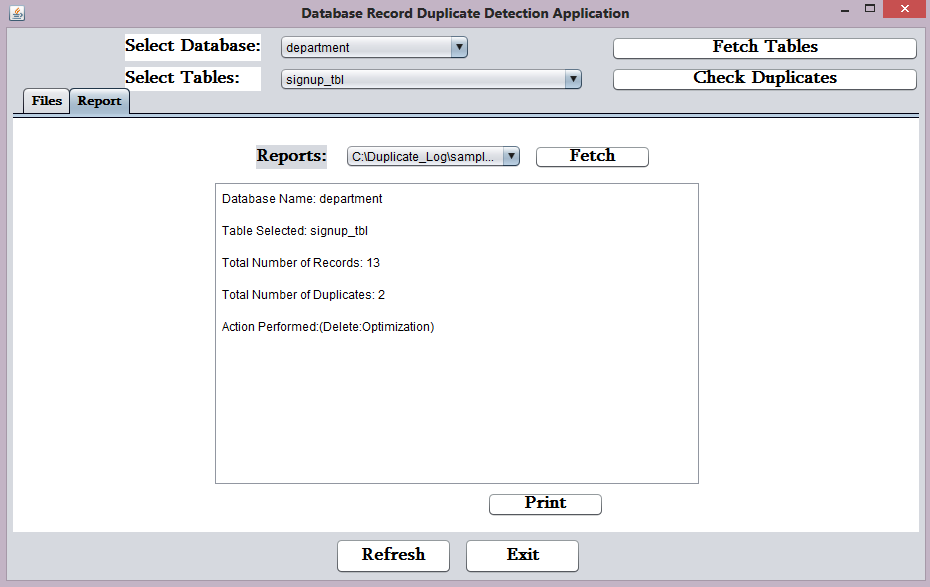 Database Record Duplicate Detection Application
Select Database: department Fetch Tables
Select Tables: signup_tbl Check Duplicates
Files Report
Reports: C:\Duplicate_Log\sampl... Fetch
Database Name: department
Table Selected: signup_tbl
Total Number of Records: 13
Total Number of Duplicates: 2
Action Performed:(Delete:Optimization)
Print
Refresh Exit